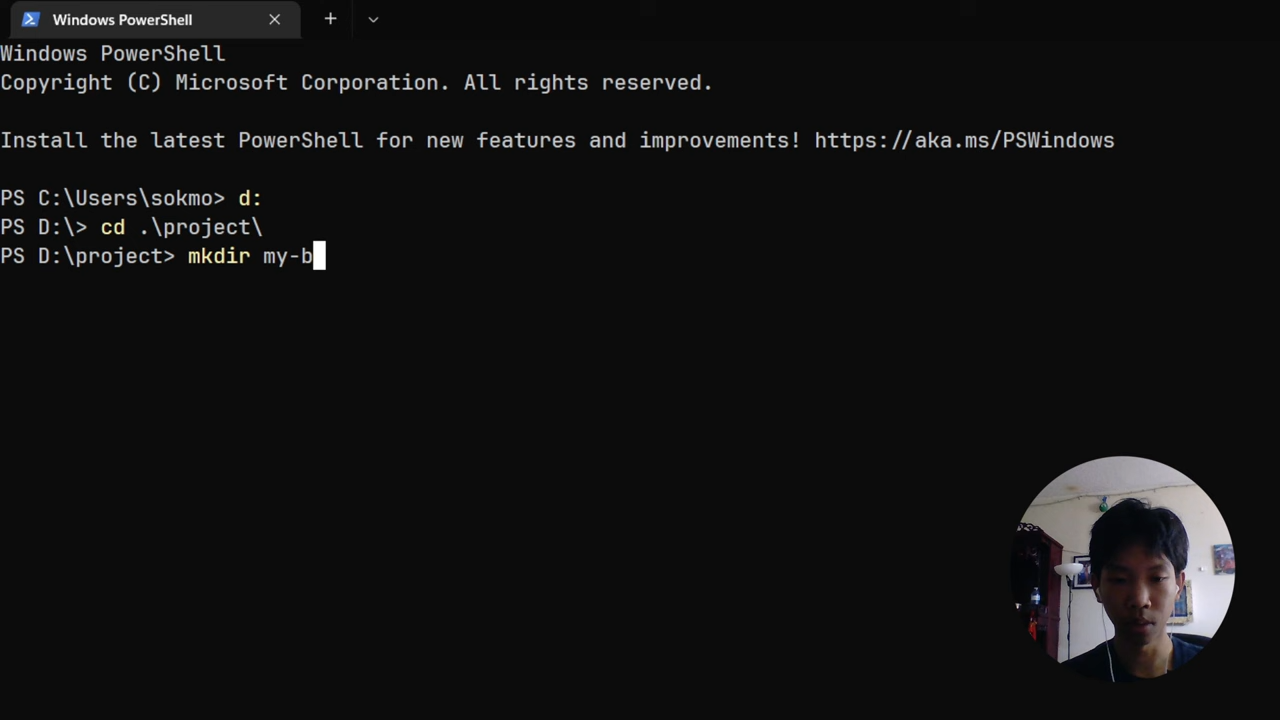 Windows PowerShell
Windows PowerShell
Copyright (C) Microsoft Corporation. All rights reserved.
Install the latest PowerShell for new features and improvements! https://aka.ms/PSWindows
PS C:\Users\sokmo> d:
PS D:\> cd .\project\
PS D:\project> mkdir my-b